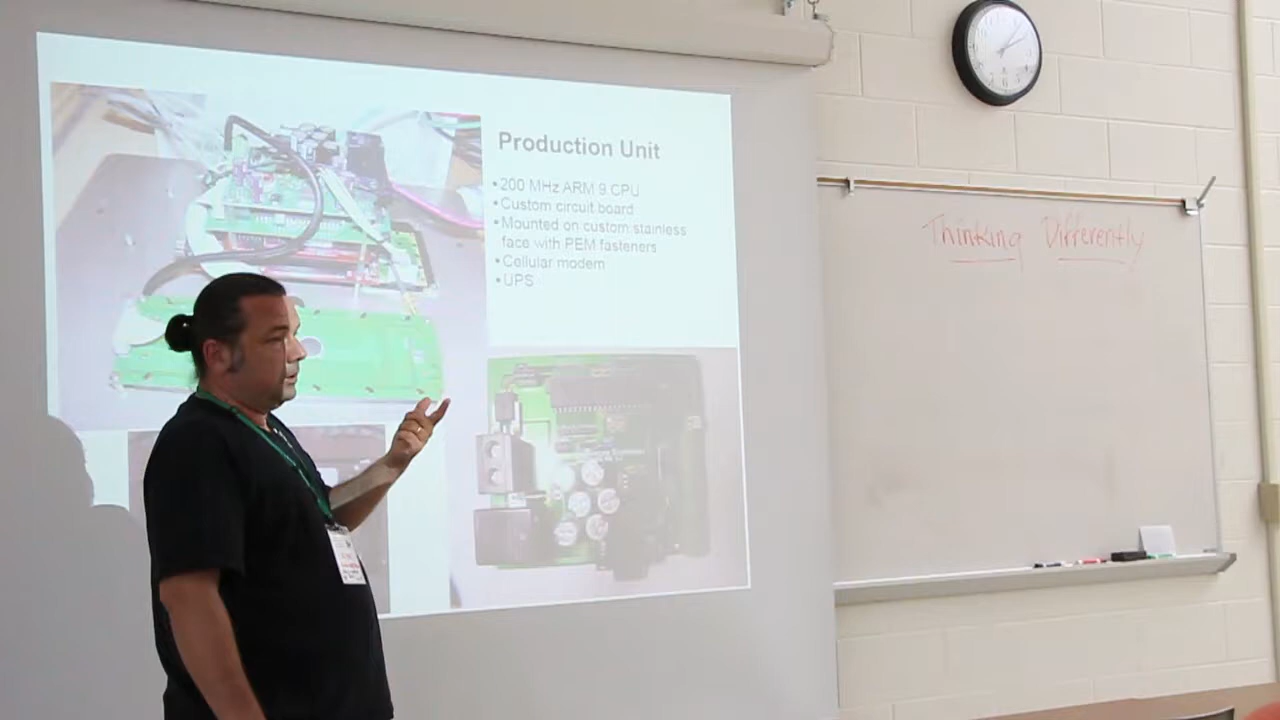 Production Unit
•200 MHz ARM 9 CPU
•Custom circuit board
•Mounted on custom stainless
face with PEM fasteners
•Cellular modem
•UPS
Thinking Differently